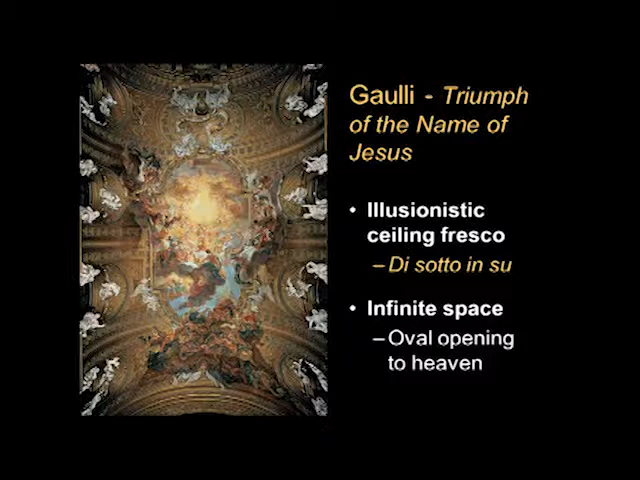 Gaulli - Triumph
of the Name of
Jesus
• Illusionistic
ceiling fresco
– Di sotto in su
• Infinite space
– Oval opening
to heaven